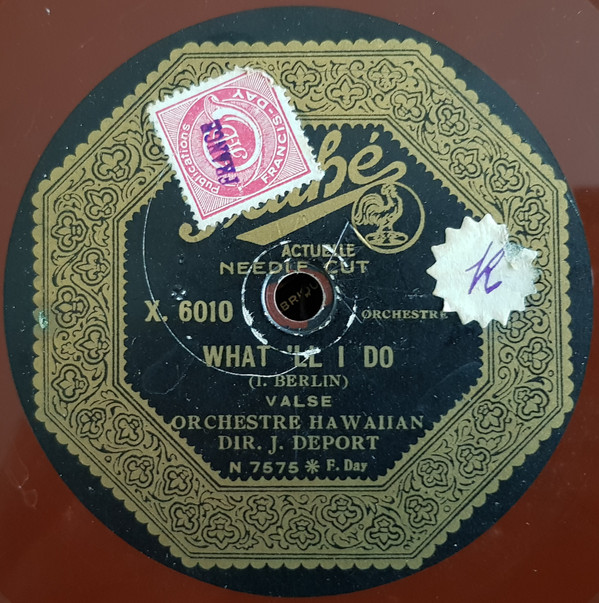 Publications
FRANCIS-DAY
FRANCE
Pathé
ACTUELLE
NEEDLE CUT
X. 6010
ORCHESTRE
WHAT 'LL I DO
(I. BERLIN)
VALSE
ORCHESTRE HAWAIIAN
DIR. J. DEPORT
N. 7575 * F. Day
K